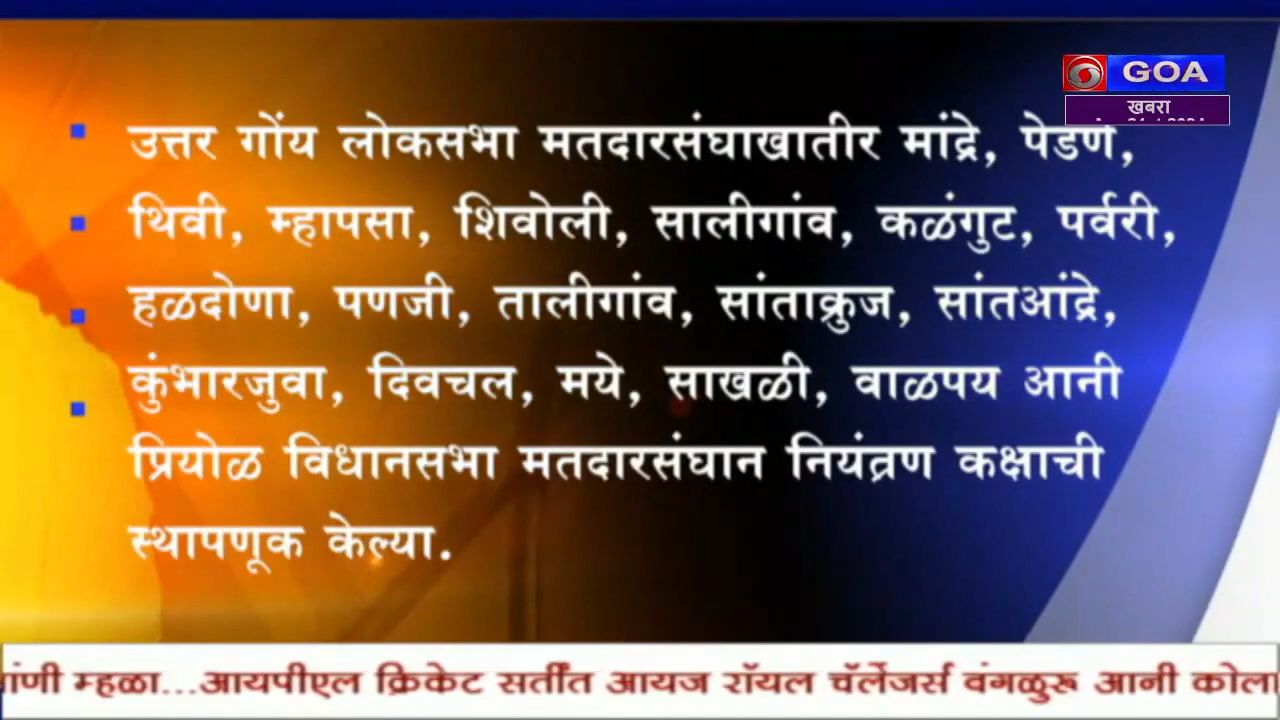 GOA
खबरा
उत्तर गोंय लोकसभा मतदारसंघाखातीर मांद्रे, पेडणे,
थिवी, म्हापसा, शिवोली, सालीगांव, कळंगुट, पर्वरी,
हळदोणा, पणजी, तालीगांव, सांताक्रुज, सांतआंद्रे,
कुंभारजुवा, दिवचल, मये, साखळी, वाळपय आनी
प्रियोळ विधानसभा मतदारसंघान नियंत्रण कक्षाची
स्थापणूक केल्या.
म्हळा...आयपीएल क्रिकेट सर्तींत आयज रॉयल चॅलेंजर्स बंगळुरू आनी